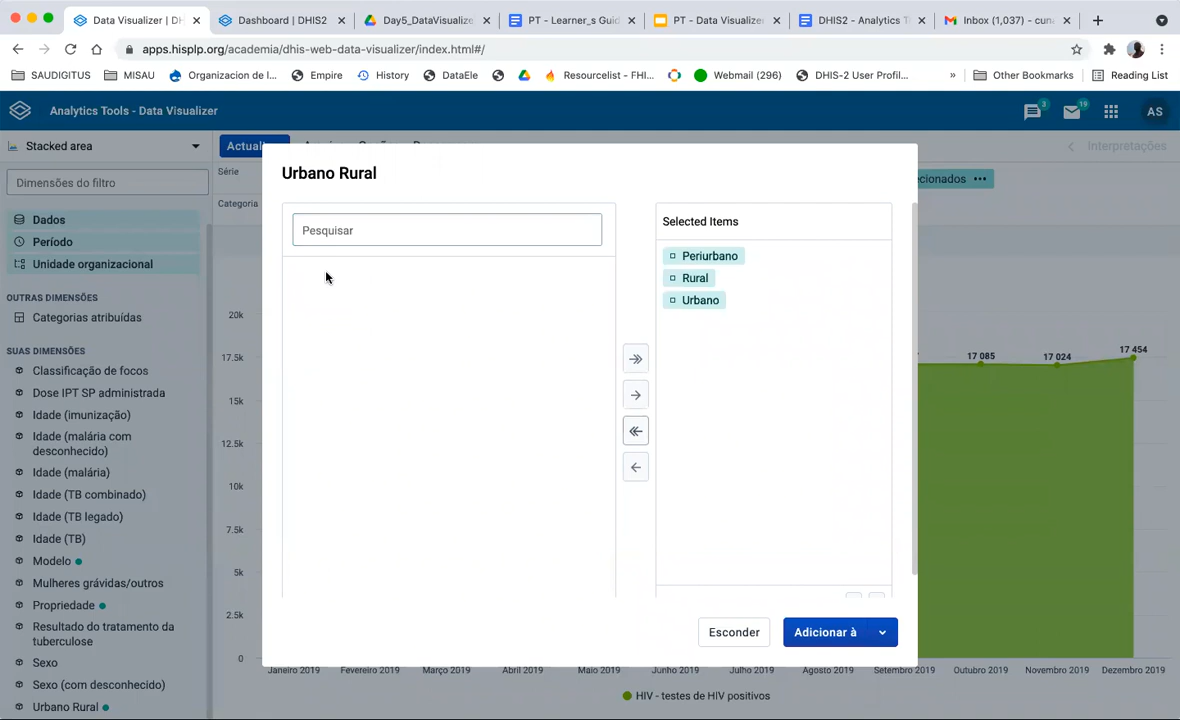 Data Visualizer | DH
Dashboard | DHIS2
Day5_DataVisualize
PT - Learner_s Guid
PT - Data Visualize
DHIS2 - Analytics T
Inbox (1,037) - cuna
apps.hisplp.org/academia/dhis-web-data-visualizer/index.html#/
SAUDIGITUS
MISAU
Organizacion de I...
Empire
History
DataEle
Resourcelist - FHI...
Webmail (296)
DHIS-2 User Profil...
»
Other Bookmarks
Reading List
Analytics Tools - Data Visualizer
3
19
AS
Stacked area
Actuali
Interpretações
Dimensões do filtro
Série
ecionados •••
Categoria
Dados
Período
Unidade organizacional
OUTRAS DIMENSÕES
Categorias atribuídas
SUAS DIMENSÕES
Classificação de focos
Dose IPT SP administrada
Idade (imunização)
Idade (malária com
desconhecido)
Idade (malária)
Idade (TB combinado)
Idade (TB legado)
Idade (TB)
Modelo
Mulheres grávidas/outros
Propriedade
Resultado do tratamento da
tuberculose
Sexo
Sexo (com desconhecido)
Urbano Rural
Urbano Rural
Pesquisar
Selected Items
Periurbano
Rural
Urbano
Esconder
Adicionar à
20k
17.5k
15k
12.5k
10k
7.5k
5k
2.5k
0
17 085
17 024
17 454
Janeiro 2019
Fevereiro 2019
Março 2019
Abril 2019
Maio 2019
Junho 2019
Julho 2019
Agosto 2019
Setembro 2019
Outubro 2019
Novembro 2019
Dezembro 2019
HIV - testes de HIV positivos